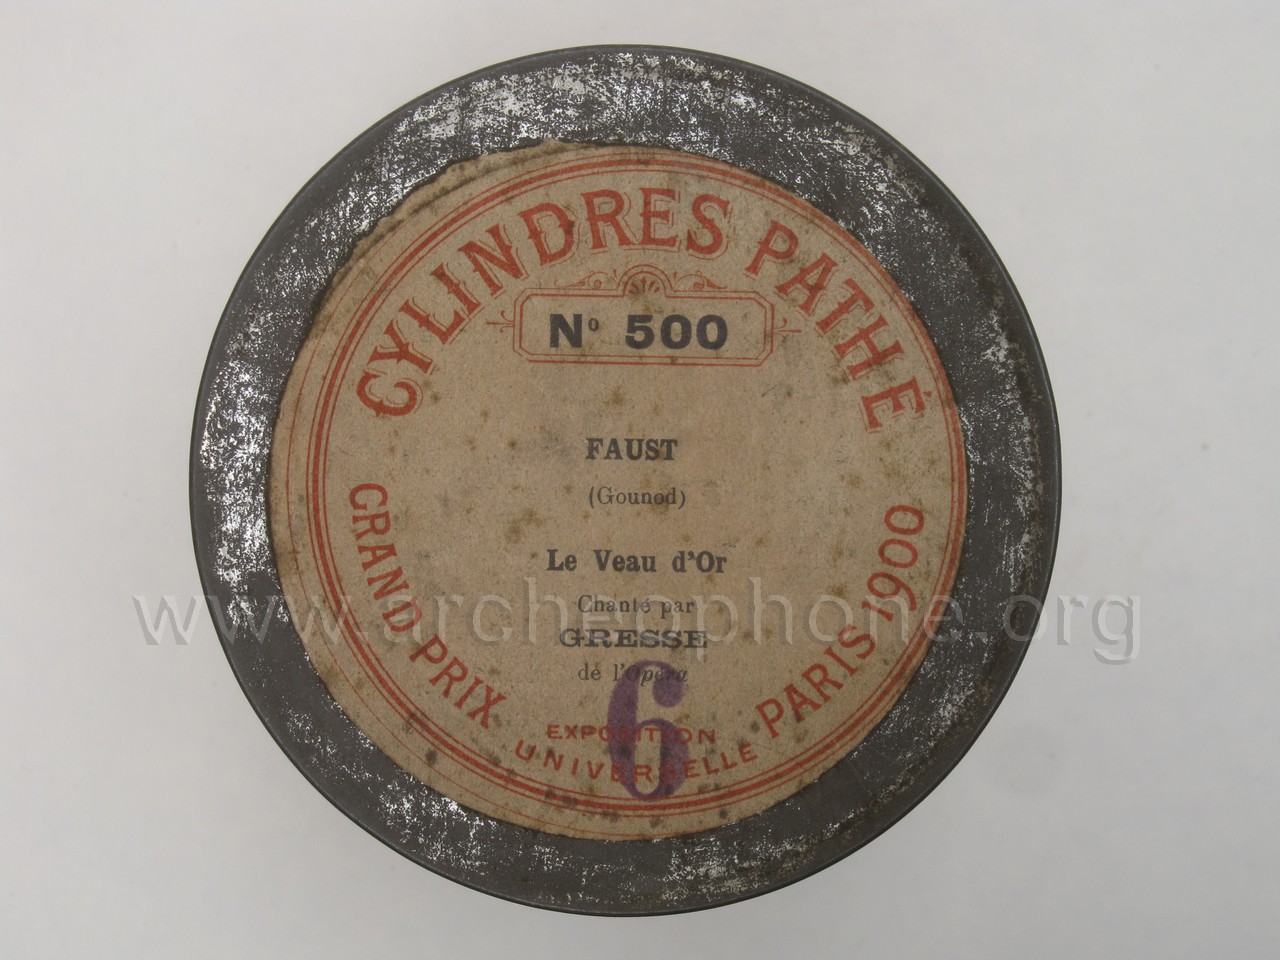 CYLINDRES PATHÉ
Nº 500
FAUST
(Gounod)
Le Veau d'Or
Chanté par
GRESSE
de l'Opéra
6
EXPOSITION
UNIVERSELLE
GRAND PRIX PARIS 1900
www.archeophone.org